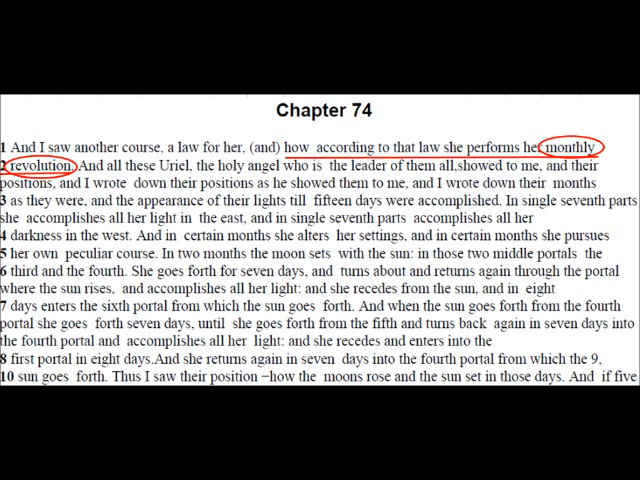 Chapter 74
1 And I saw another course, a law for her, (and) how according to that law she performs her monthly
2 revolution. And all these Uriel, the holy angel who is the leader of them all,showed to me, and their
positions, and I wrote down their positions as he showed them to me, and I wrote down their months
3 as they were, and the appearance of their lights till fifteen days were accomplished. In single seventh parts
she accomplishes all her light in the east, and in single seventh parts accomplishes all her
4 darkness in the west. And in certain months she alters her settings, and in certain months she pursues
5 her own peculiar course. In two months the moon sets with the sun: in those two middle portals the
6 third and the fourth. She goes forth for seven days, and turns about and returns again through the portal
where the sun rises, and accomplishes all her light: and she recedes from the sun, and in eight
7 days enters the sixth portal from which the sun goes forth. And when the sun goes forth from the fourth
portal she goes forth seven days, until she goes forth from the fifth and turns back again in seven days into
the fourth portal and accomplishes all her light: and she recedes and enters into the
8 first portal in eight days.And she returns again in seven days into the fourth portal from which the 9,
10 sun goes forth. Thus I saw their position –how the moons rose and the sun set in those days. And if five